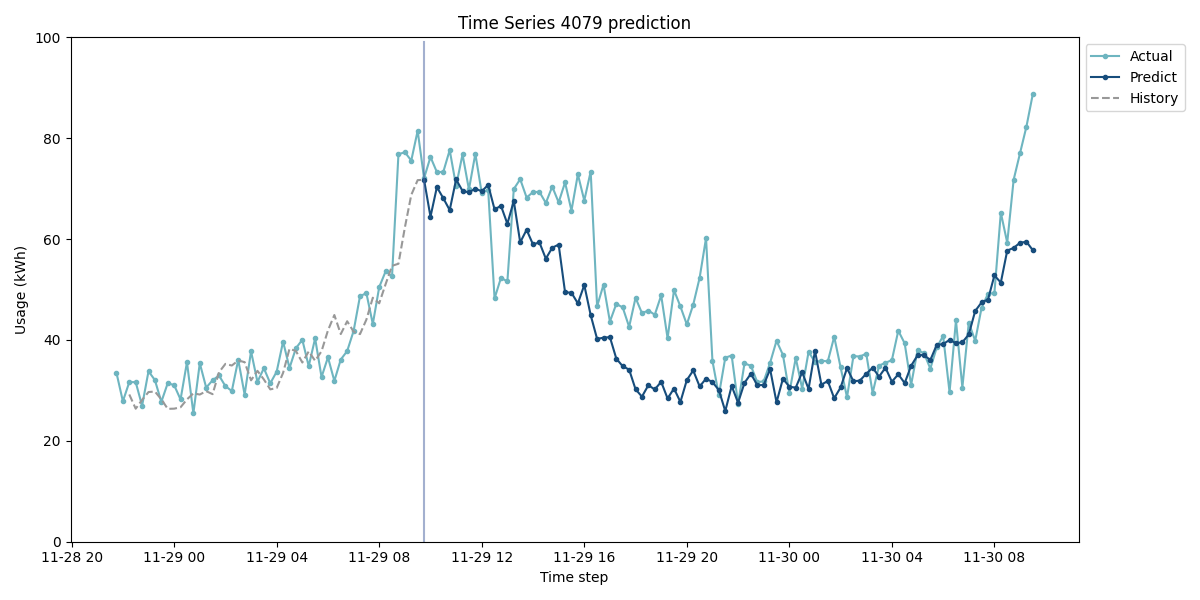 Time Series 4079 prediction
100
80
60
40
20
0
Usage (kWh)
11-28 20
11-29 00
11-29 04
11-29 08
11-29 12
11-29 16
11-29 20
11-30 00
11-30 04
11-30 08
Time step
Actual
Predict
History